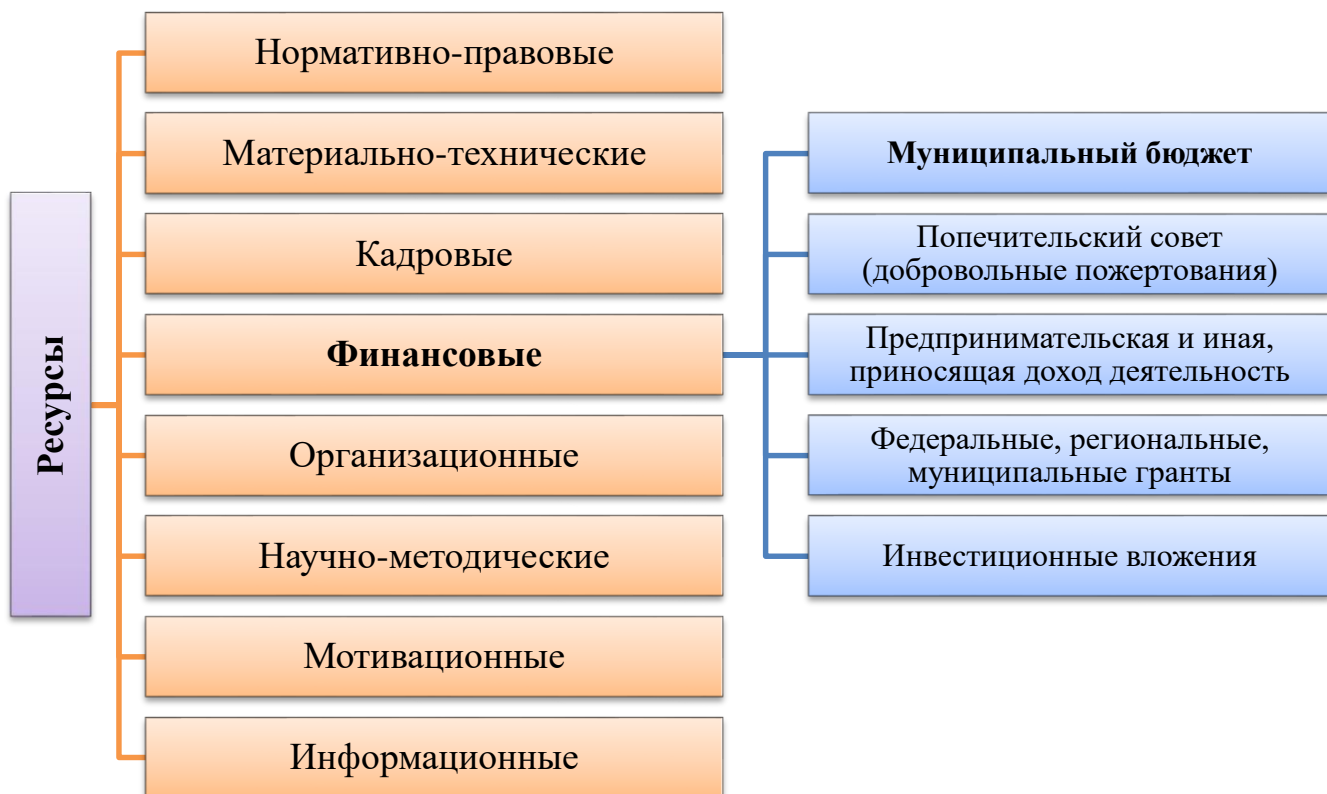 Ресурсы
Нормативно-правовые
Материально-технические
Кадровые
Финансовые
Организационные
Научно-методические
Мотивационные
Информационные
Муниципальный бюджет
Попечительский совет
(добровольные пожертования)
Предпринимательская и иная,
приносящая доход деятельность
Федеральные, региональные,
муниципальные гранты
Инвестиционные вложения